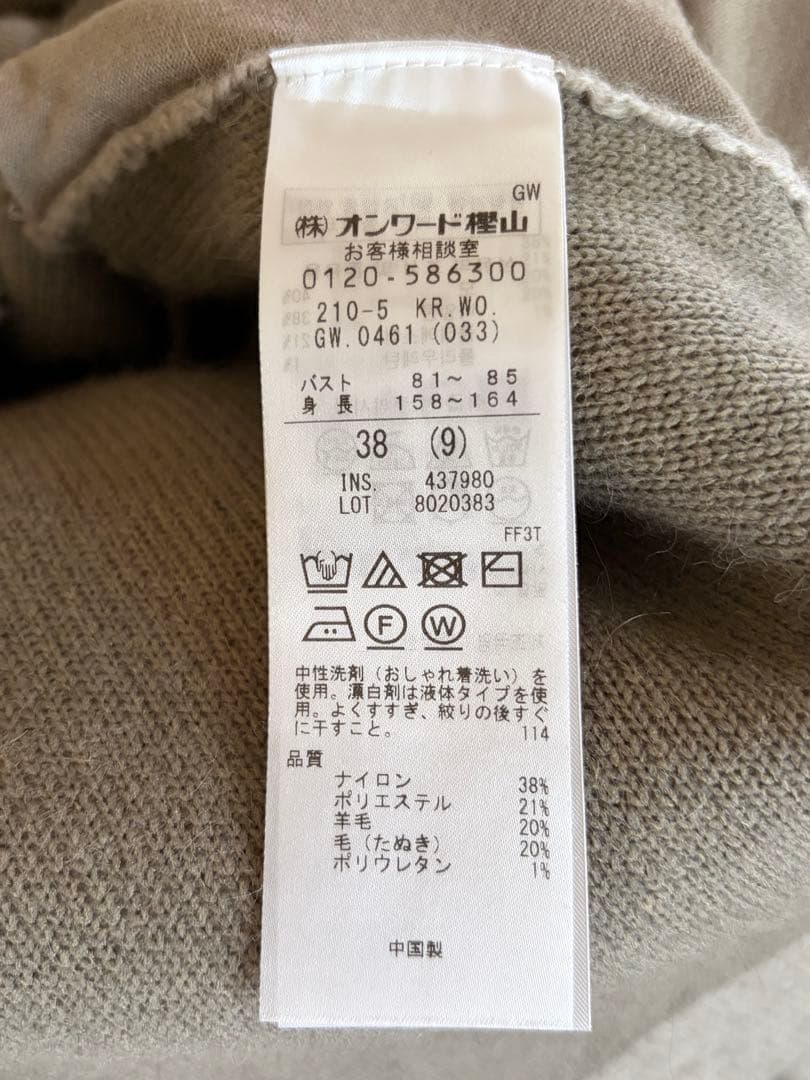 GW
㈱オンワード樫山
お客様相談室
0120-586300
210-5 KR.WO.
GW.0461(033)
バスト 81〜 85
身長 158〜164
38 (9)
INS. 437980
LOT 8020383
FF3T
F W
中性洗剤（おしゃれ着洗い）を
使用。漂白剤は液体タイプを使
用。よくすすぎ、絞りの後すぐ
に干すこと。 114
品質
ナイロン 38%
ポリエステル 21%
羊毛 20%
毛（たぬき） 20%
ポリウレタン 1%
中国製